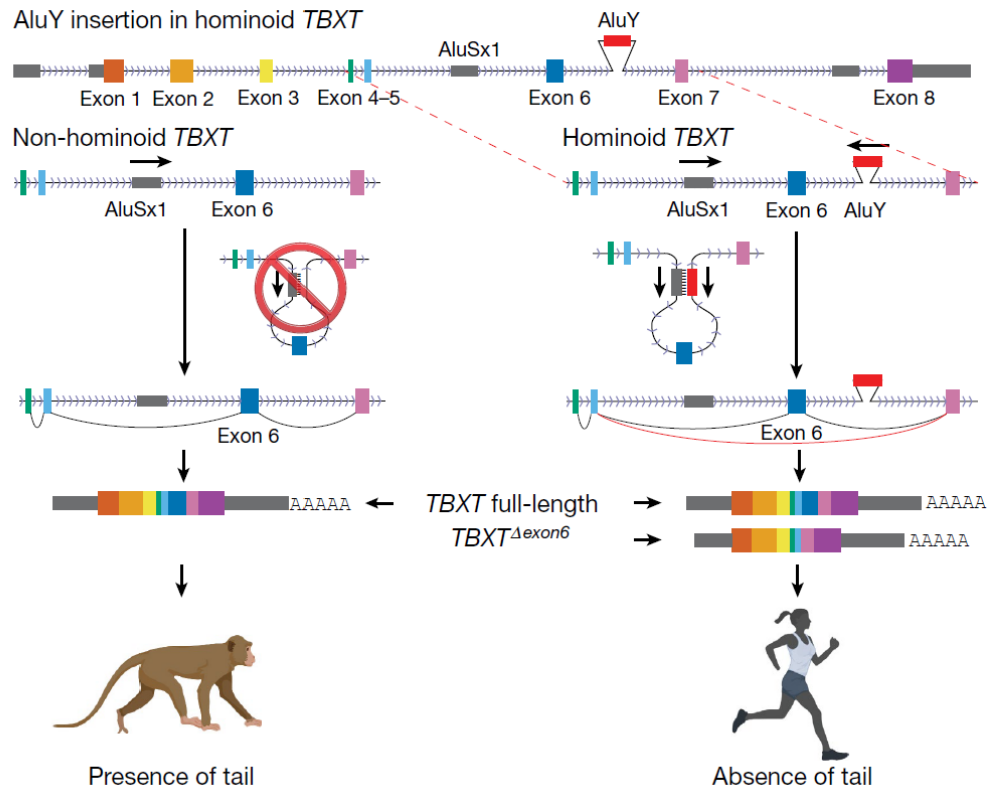 AluY insertion in hominoid TBXT
AluY
AluSx1
Exon 1 Exon 2 Exon 3 Exon 4–5 Exon 6 Exon 7 Exon 8
Non-hominoid TBXT
Hominoid TBXT
AluSx1 Exon 6
AluSx1 Exon 6 AluY
Exon 6
Exon 6
AAAAA
TBXT full-length
AAAAA
TBXTΔexon6
AAAAA
Presence of tail
Absence of tail